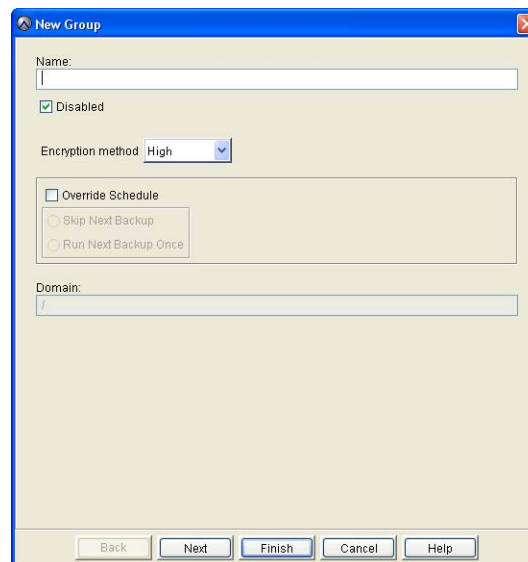 New Group
Name:
Disabled
Encryption method High
Override Schedule
Skip Next Backup
Run Next Backup Once
Domain:
/
Back Next Finish Cancel Help